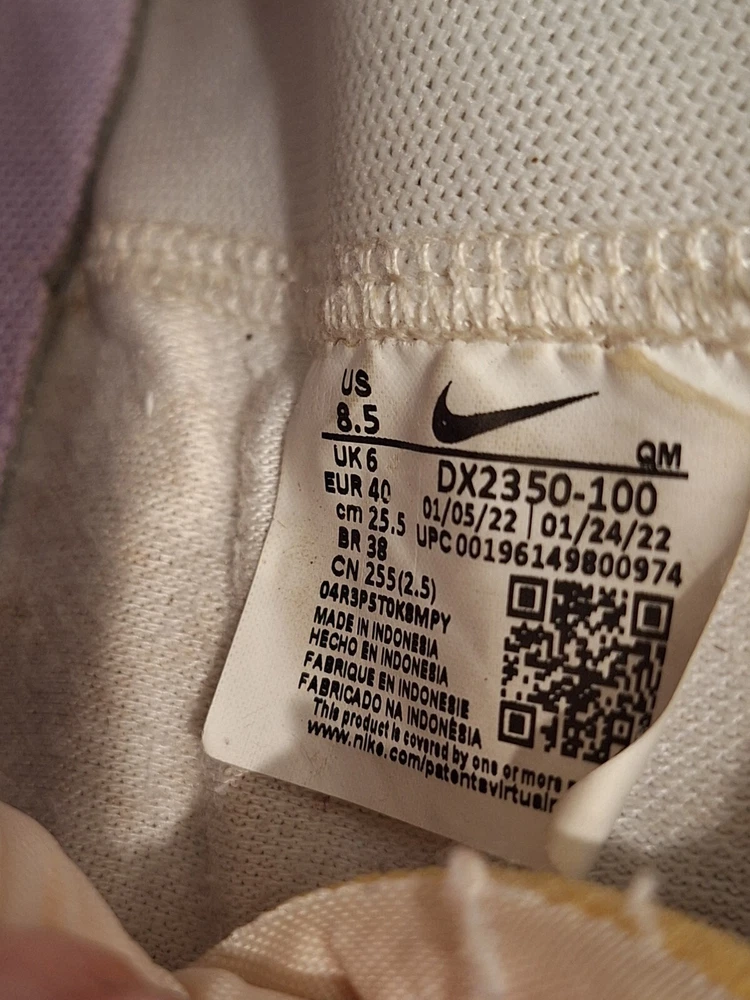 US
8.5
QM
UK 6
DX2350-100
EUR 40
01/05/22 | 01/24/22
cm 25.5
UPC 00196149800974
BR 38
CN 255(2.5)
04R3P5T0K8MPY
MADE IN INDONESIA
HECHO EN INDONESIA
FABRIQUE EN INDONESIE
FABRICADO NA INDONÉSIA
This product is covered by one or more
www.nike.com/patentsvirtual